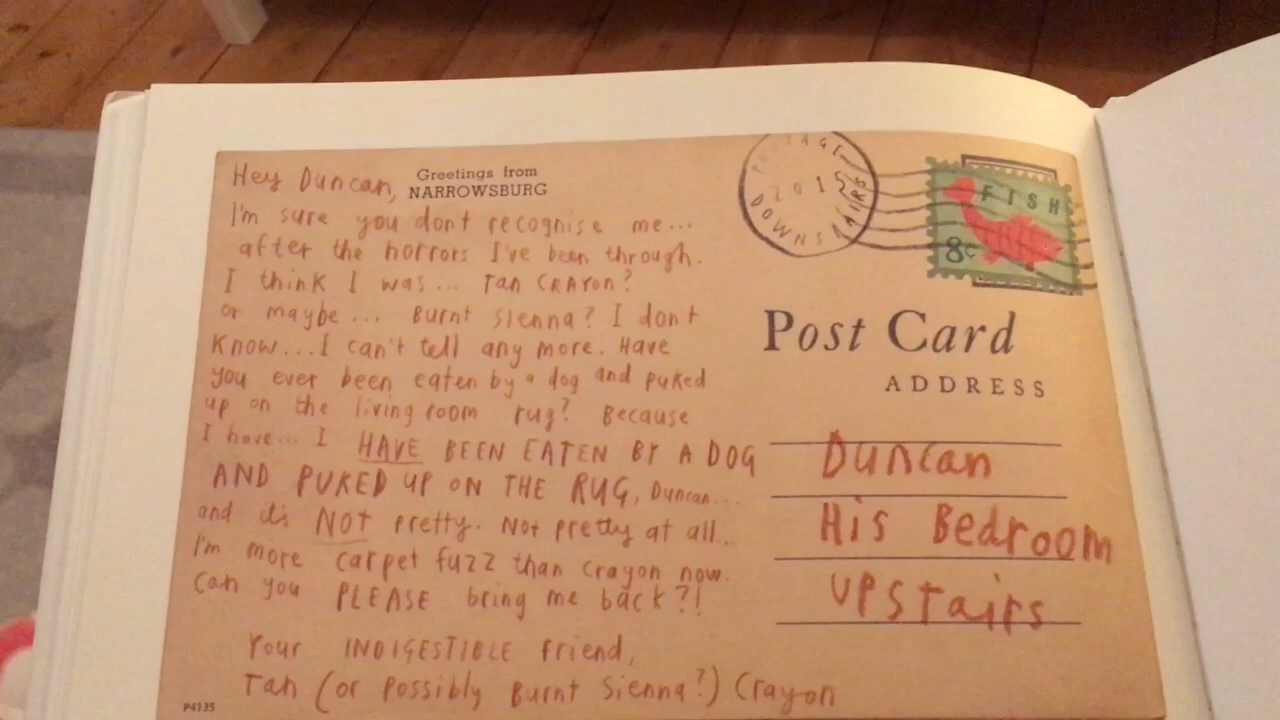 Hey Duncan,
Greetings from
NARROWSBURG
I'm sure you don't recognise me...
after the horrors I've been through.
I think I was... Tan CRAYON?
or maybe... Burnt Sienna? I don't
know...I can't tell any more. Have
you ever been eaten by a dog and puked
up on the living room rug? Because
I have... I HAVE BEEN EATEN BY A DOG
AND PUKED UP ON THE RUG, Duncan...
and it's NOT pretty. Not pretty at all...
I'm more carpet fuzz than crayon now.
Can you PLEASE bring me back?!
Your INDIGESTIBLE friend,
Tan (or possibly Burnt Sienna?) Crayon
P4135
POSTAGE
2015
DOWNSTAIRS
FISH
8c
Post Card
ADDRESS
Duncan
His Bedroom
UPStairs